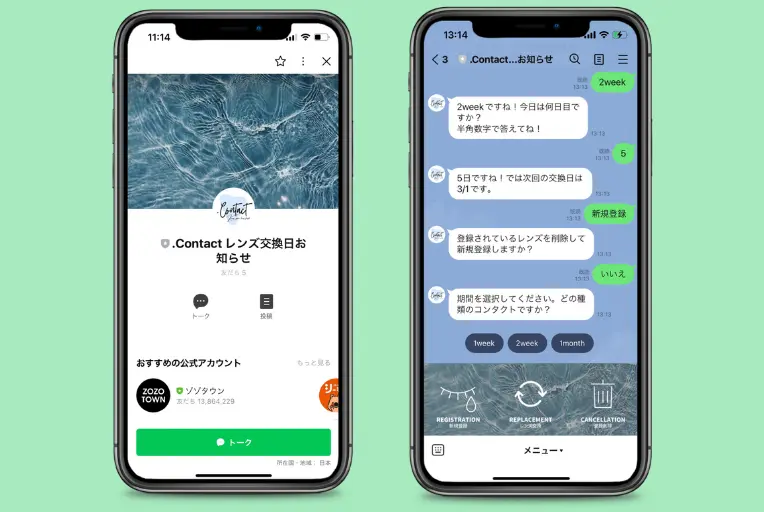 11:14
Contact
.Contact レンズ交換日お
知らせ
友だち 5
トーク
投稿
おすすめの公式アカウント
もっと見る
ZOZO
TOWN
ゾゾタウン
友だち 13,864,229
トーク
所在国・地域： 日本
13:14
3
.Contact...お知らせ
既読
13:13
2week
2weekですね！今日は何日目で
すか？
半角数字で答えてね！
13:13
既読
13:13
5
5日ですね！では次回の交換日は
3/1です。
13:13
既読
13:13
新規登録
登録されているレンズを削除して
新規登録しますか？
13:13
既読
13:13
いいえ
期間を選択してください。どの種
類のコンタクトですか？
13:13
1week
2week
1month
REGISTRATION
新規登録
REPLACEMENT
レンズ交換
CANCELLATION
登録削除
メニュー▾